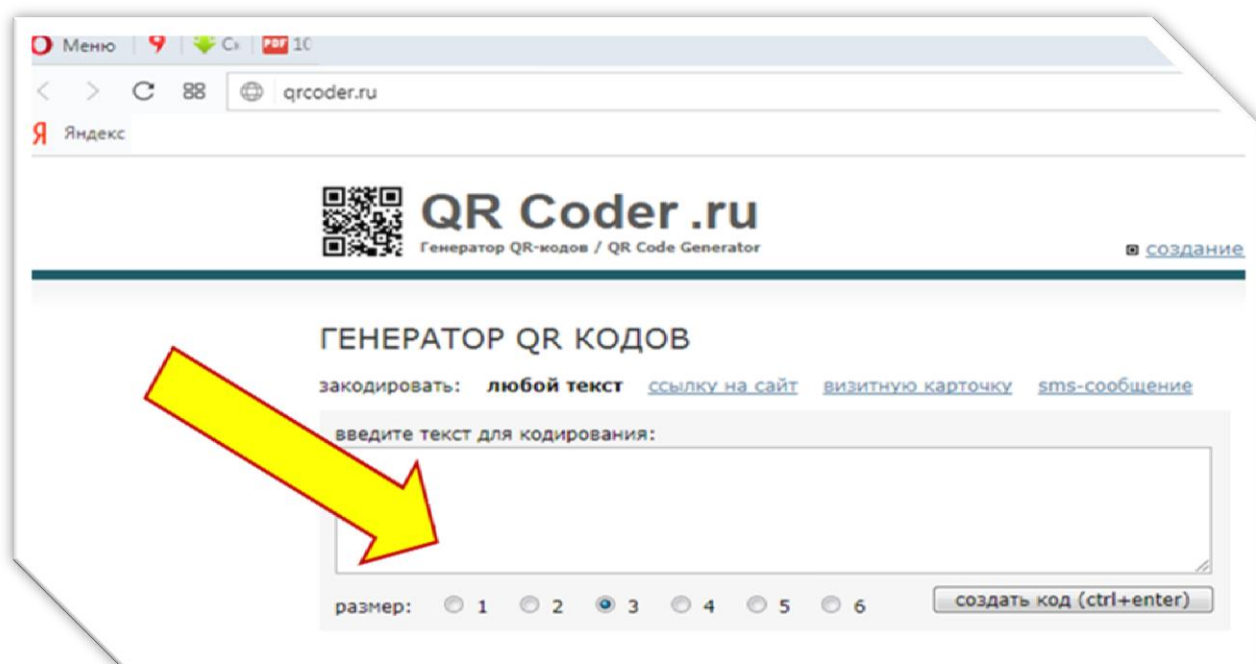 Меню Ск PDF 10
qrcoder.ru
Я Яндекс
QR Coder.ru
Генератор QR-кодов / QR Code Generator
создание
ГЕНЕРАТОР QR КОДОВ
закодировать: любой текст ссылку на сайт визитную карточку sms-сообщение
введите текст для кодирования:
размер: 1 2 3 4 5 6 создать код (ctrl+enter)